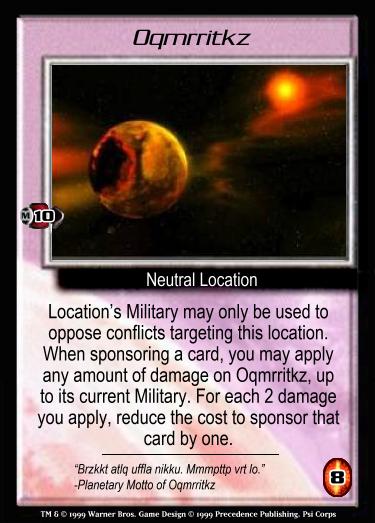 Oqmrritkz
M 10
Neutral Location
Location's Military may only be used to
oppose conflicts targeting this location.
When sponsoring a card, you may apply
any amount of damage on Oqmrritkz, up
to its current Military. For each 2 damage
you apply, reduce the cost to sponsor that
card by one.
"Brzkkt atlq uffla nikku. Mmmpttp vrt lo."
-Planetary Motto of Oqmrritkz
8
TM & © 1999 Warner Bros. Game Design © 1999 Precedence Publishing. Psi Corps